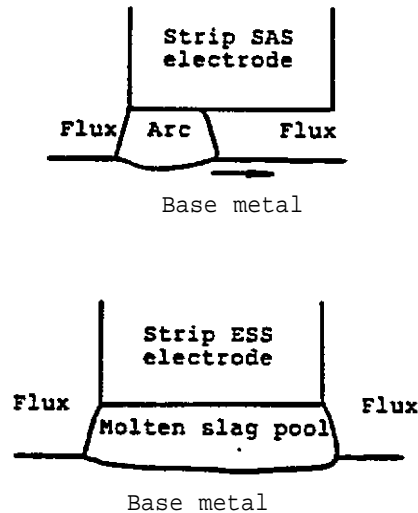 Strip SAS
electrode
Flux Arc Flux
Base metal
Strip ESS
electrode
Flux Flux
Molten slag pool
Base metal